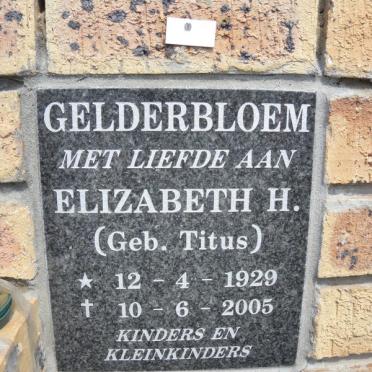 GELDERBLOEM
MET LIEFDE AAN
ELIZABETH H.
(Geb. Titus)
★ 12 - 4 - 1929
† 10 - 6 - 2005
KINDERS EN
KLEINKINDERS